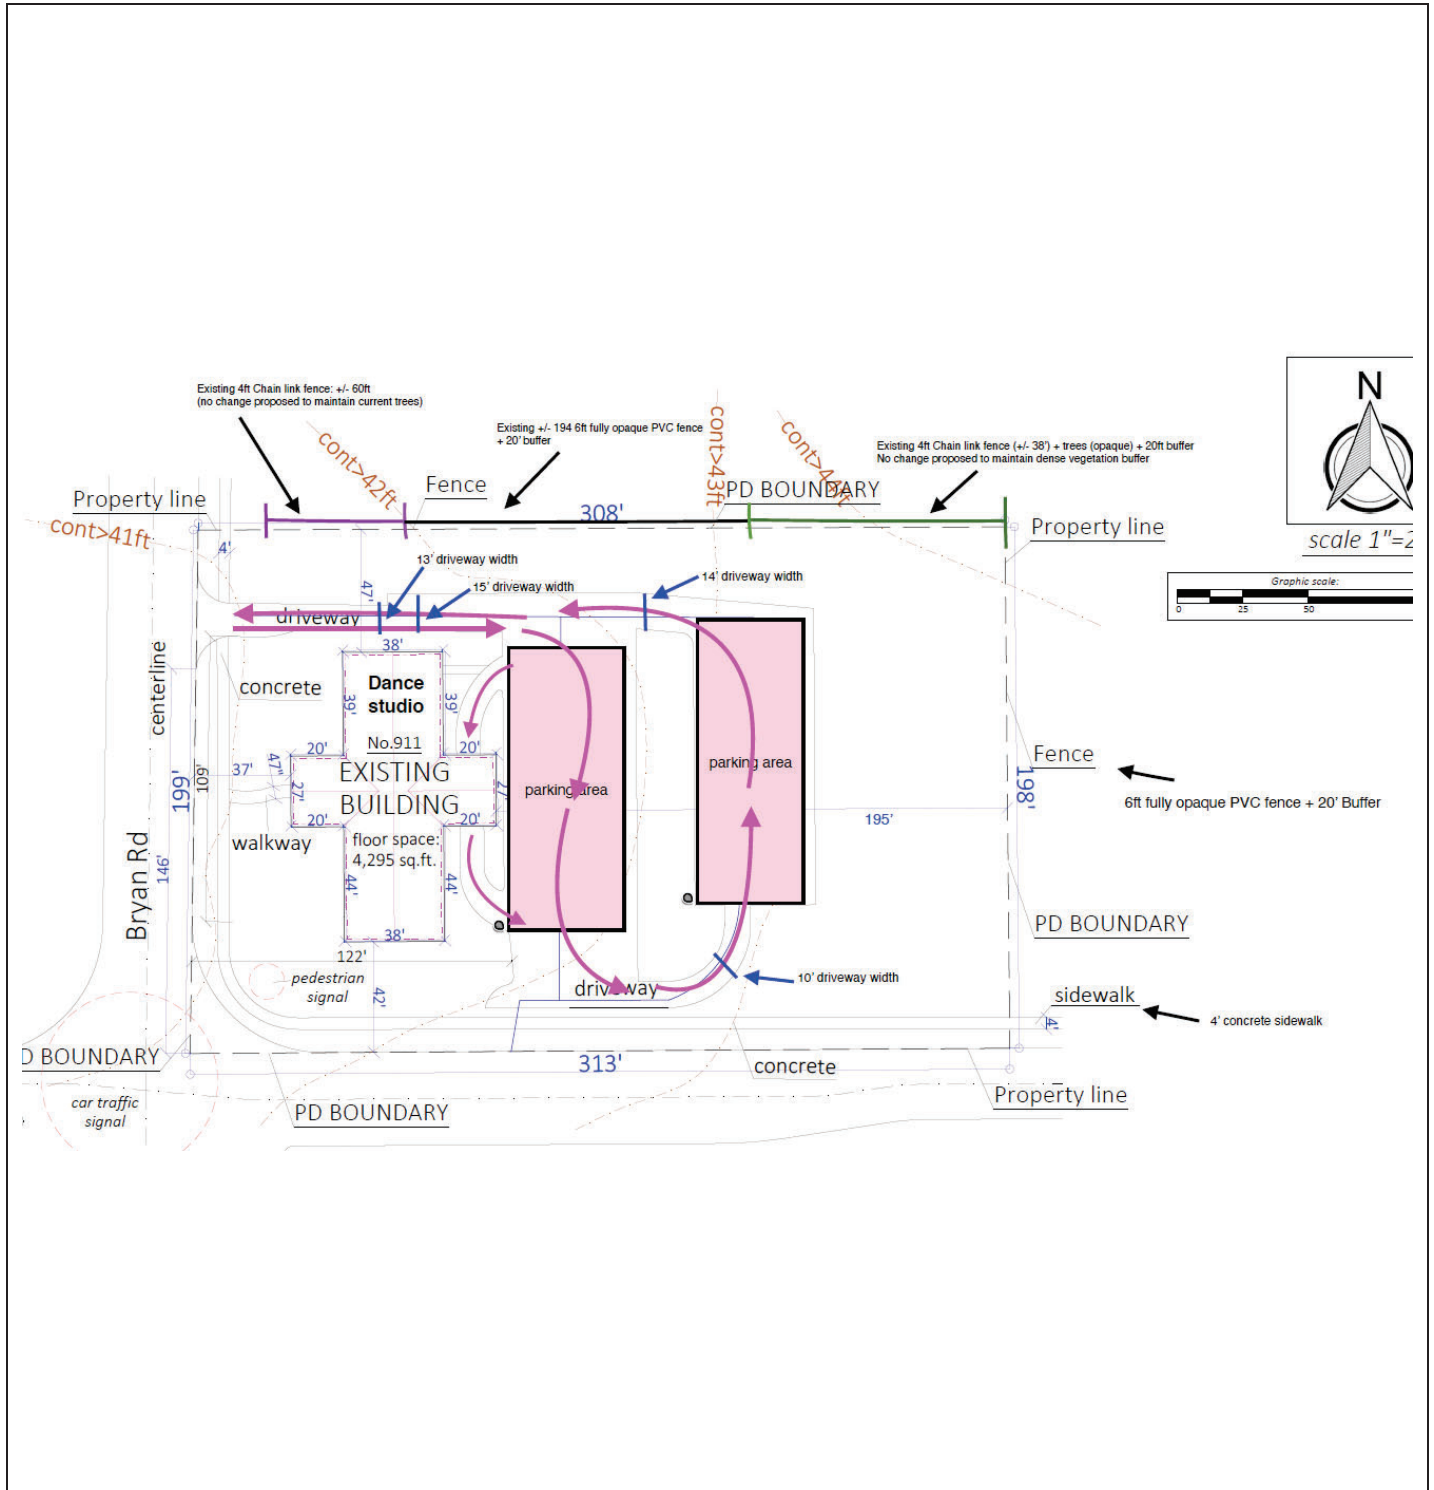 Existing 4ft Chain link fence: +/- 60ft
(no change proposed to maintain current trees)
Existing +/- 194 6ft fully opaque PVC fence
+ 20' buffer
Existing 4ft Chain link fence (+/- 38') + trees (opaque) + 20ft buffer
No change proposed to maintain dense vegetation buffer
N
scale 1"=2
Graphic scale:
0 25 50
cont>41ft
cont>42ft
cont>43ft
cont>44ft
Property line
Fence
308'
PD BOUNDARY
Property line
4'
47'
13' driveway width
15' driveway width
14' driveway width
driveway
38'
centerline
concrete
39'
Dance
studio
39'
No.911
20'
20'
EXISTING
BUILDING
37'
47"
27'
27'
parking area
parking area
Fence
6ft fully opaque PVC fence + 20' Buffer
199'
109'
198'
195'
20'
20'
walkway
floor space:
4,295 sq.ft.
Bryan Rd
146'
44'
44'
38'
122'
PD BOUNDARY
pedestrian
signal
42'
driveway
10' driveway width
sidewalk
4' concrete sidewalk
4'
D BOUNDARY
313'
concrete
car traffic
signal
PD BOUNDARY
Property line